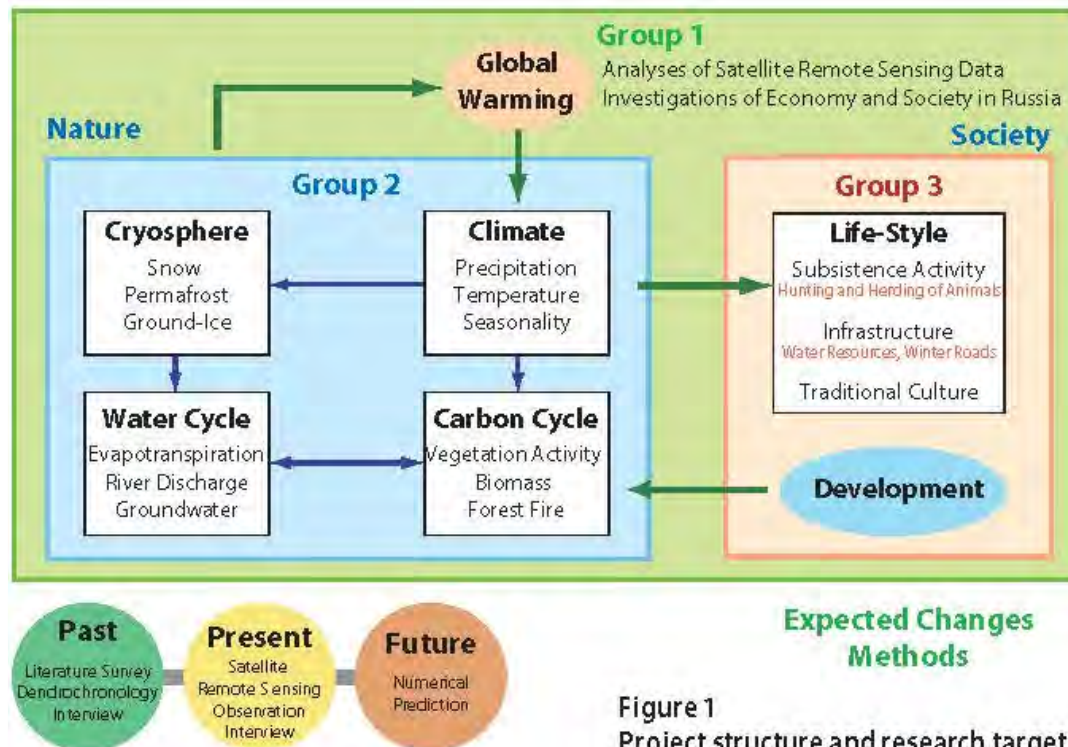 Group 1
Global
Warming
Analyses of Satellite Remote Sensing Data
Investigations of Economy and Society in Russia
Nature
Society
Group 2
Group 3
Cryosphere
Snow
Permafrost
Ground-Ice
Climate
Precipitation
Temperature
Seasonality
Life-Style
Subsistence Activity
Hunting and Herding of Animals
Infrastructure
Water Resources, Winter Roads
Traditional Culture
Water Cycle
Evapotranspiration
River Discharge
Groundwater
Carbon Cycle
Vegetation Activity
Biomass
Forest Fire
Development
Past
Literature Survey
Dendrochronology
Interview
Present
Satellite
Remote Sensing
Observation
Interview
Future
Numerical
Prediction
Expected Changes
Methods
Figure 1
Project structure and research target